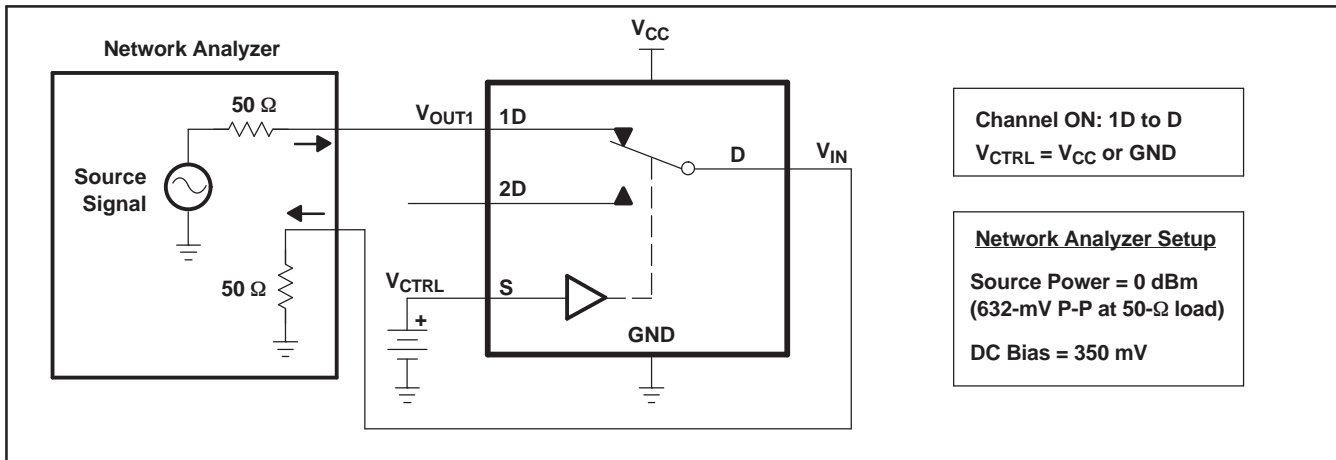 Network Analyzer
50 Ω
Source
Signal
50 Ω
VCC
VOUT1
1D
2D
D
VIN
VCTRL
S
+
GND
Channel ON: 1D to D
VCTRL = VCC or GND
Network Analyzer Setup
Source Power = 0 dBm
(632-mV P-P at 50-Ω load)
DC Bias = 350 mV